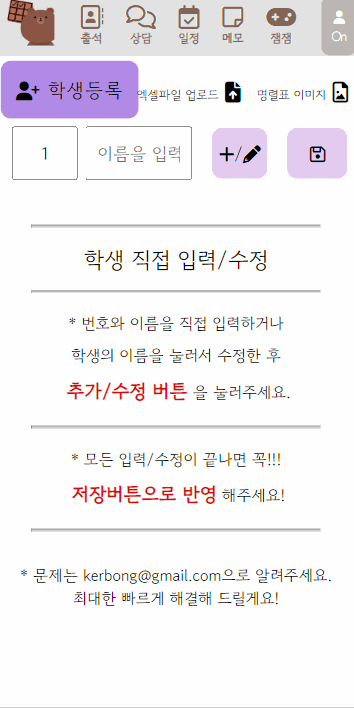 출석 상담 일정 메모 잼잼 On
학생등록 엑셀파일 업로드 명렬표 이미지
1 이름을 입력 /
학생 직접 입력/수정
* 번호와 이름을 직접 입력하거나
학생의 이름을 눌러서 수정한 후
추가/수정 버튼 을 눌러주세요.
* 모든 입력/수정이 끝나면 꼭!!!
저장버튼으로 반영 해주세요!
* 문제는 kerbong@gmail.com으로 알려주세요.
최대한 빠르게 해결해 드릴게요!